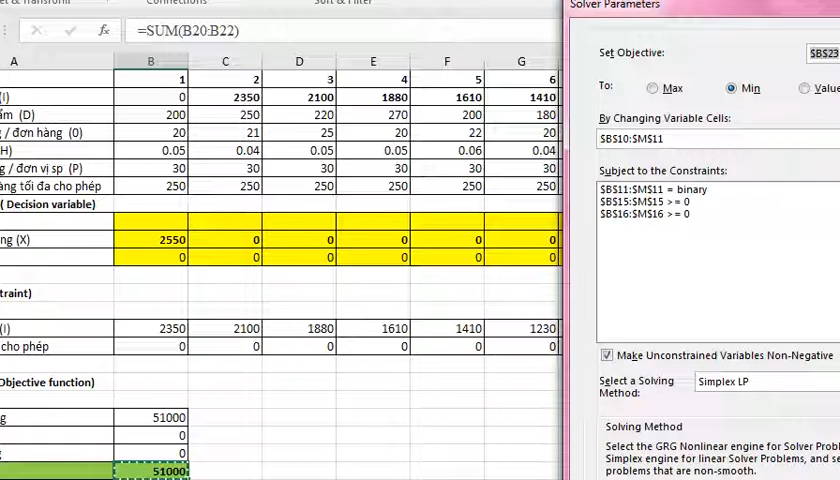 Connections
Sort & Filter
Solver Parameters
fx =SUM(B20:B22)
A B C D E F G
1 2 3 4 5 6
(I) 0 2350 2100 1880 1610 1410
ẩm (D) 200 250 220 270 200 180
g / đơn hàng (0) 20 21 25 20 22 20
(H) 0.05 0.04 0.05 0.05 0.06 0.04
g / đơn vị sp (P) 30 30 30 30 30 30
àng tối đa cho phép 250 250 250 250 250 250
( Decision variable)
ng (X) 2550 0 0 0 0 0
0 0 0 0 0 0
traint)
(I) 2350 2100 1880 1610 1410 1230
cho phép 0 0 0 0 0 0
Objective function)
g 51000
0
g 0
51000
Set Objective: $B$23
To: Max Min Value
By Changing Variable Cells:
$B$10:$M$11
Subject to the Constraints:
$B$11:$M$11 = binary
$B$15:$M$15 >= 0
$B$16:$M$16 >= 0
Make Unconstrained Variables Non-Negative
Select a Solving Simplex LP
Method:
Solving Method
Select the GRG Nonlinear engine for Solver Probl
Simplex engine for linear Solver Problems, and se
problems that are non-smooth.